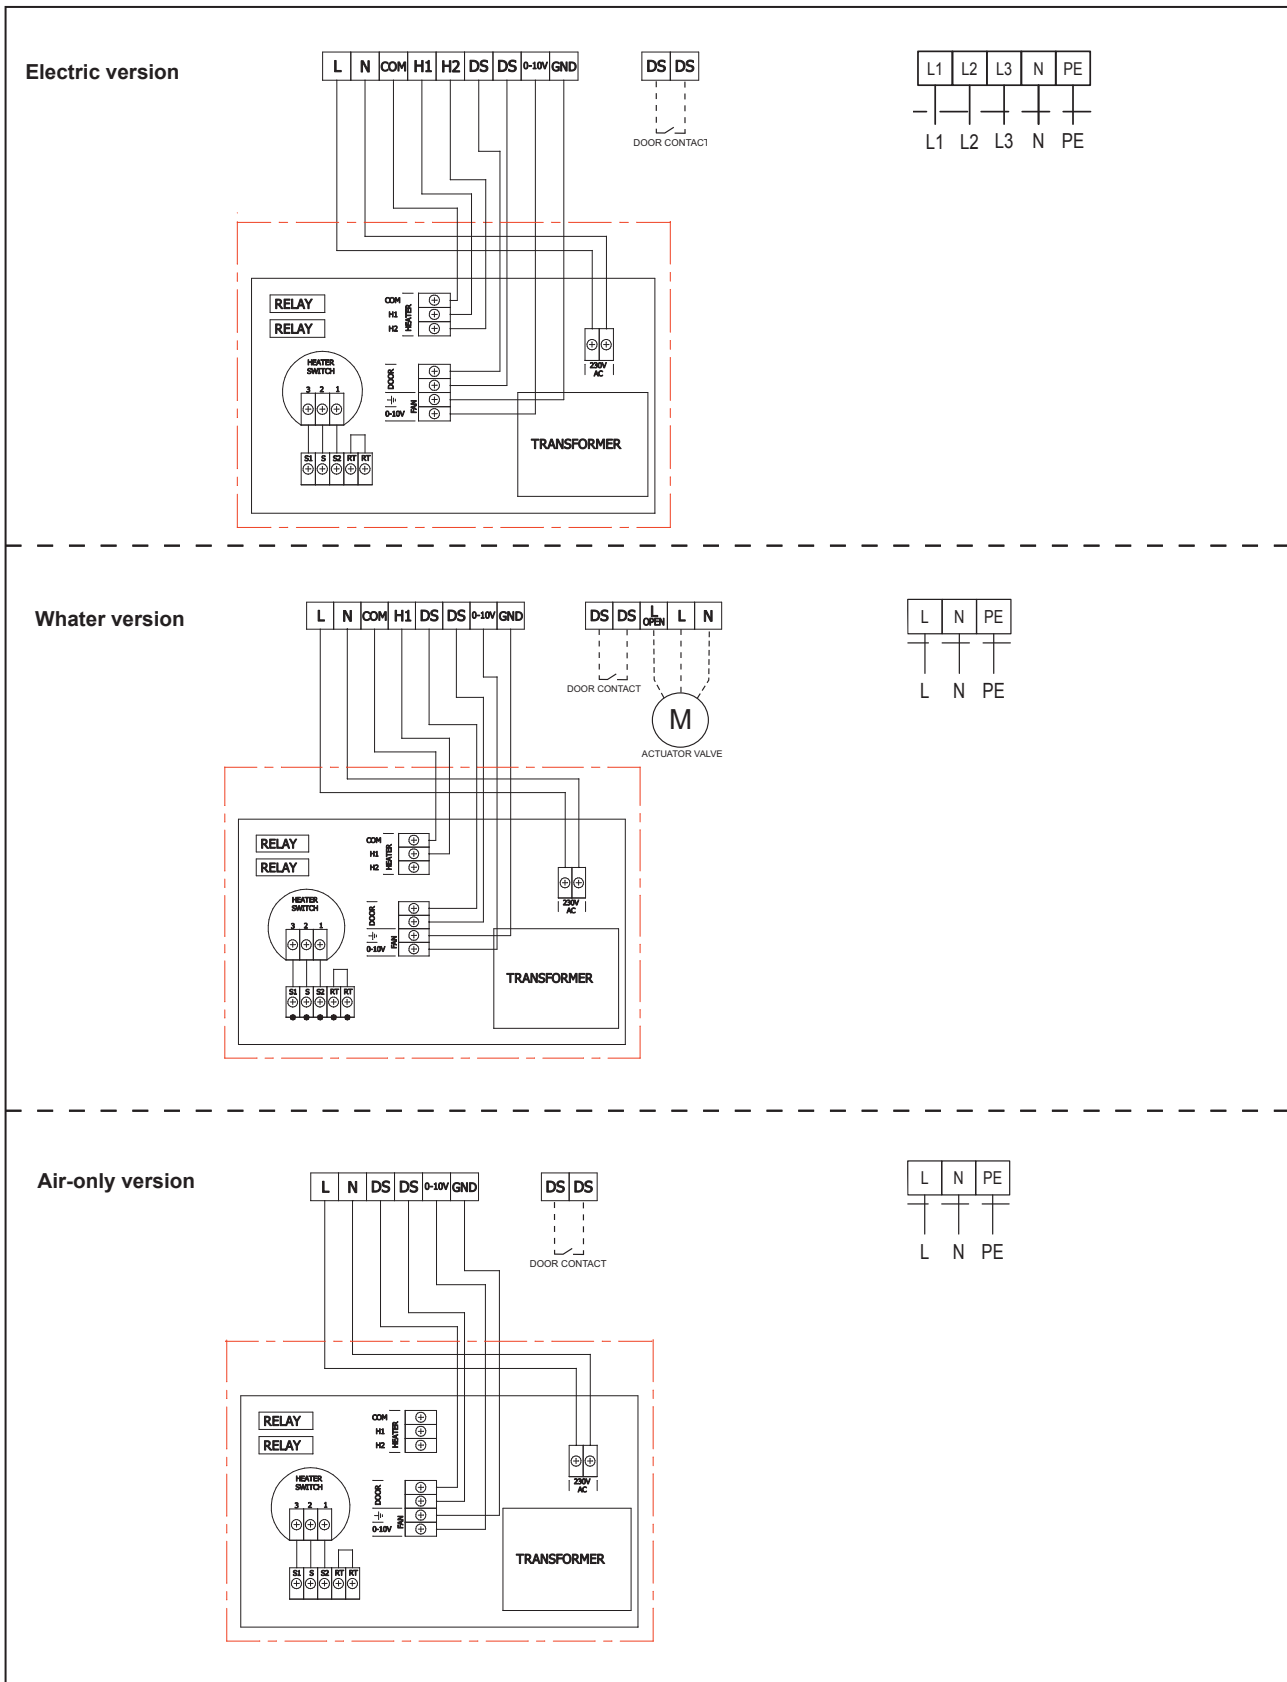 Electric version
L N COM H1 H2 DS DS 0-10V GND
DS DS
DOOR CONTACT
L1 L2 L3 N PE
L1 L2 L3 N PE
RELAY
RELAY
HEATER
SWITCH
3 2 1
S1 S S2 RT RT
COM
H1
H2
HEATER
DOOR
0-10V
FAN
230V
AC
TRANSFORMER
Whater version
L N COM H1 DS DS 0-10V GND
DS DS L OPEN L N
DOOR CONTACT
M
ACTUATOR VALVE
L N PE
L N PE
RELAY
RELAY
HEATER
SWITCH
3 2 1
S1 S S2 RT RT
COM
H1
H2
HEATER
DOOR
0-10V
FAN
230V
AC
TRANSFORMER
Air-only version
L N DS DS 0-10V GND
DS DS
DOOR CONTACT
L N PE
L N PE
RELAY
RELAY
HEATER
SWITCH
3 2 1
S1 S S2 RT RT
COM
H1
H2
HEATER
DOOR
0-10V
FAN
230V
AC
TRANSFORMER